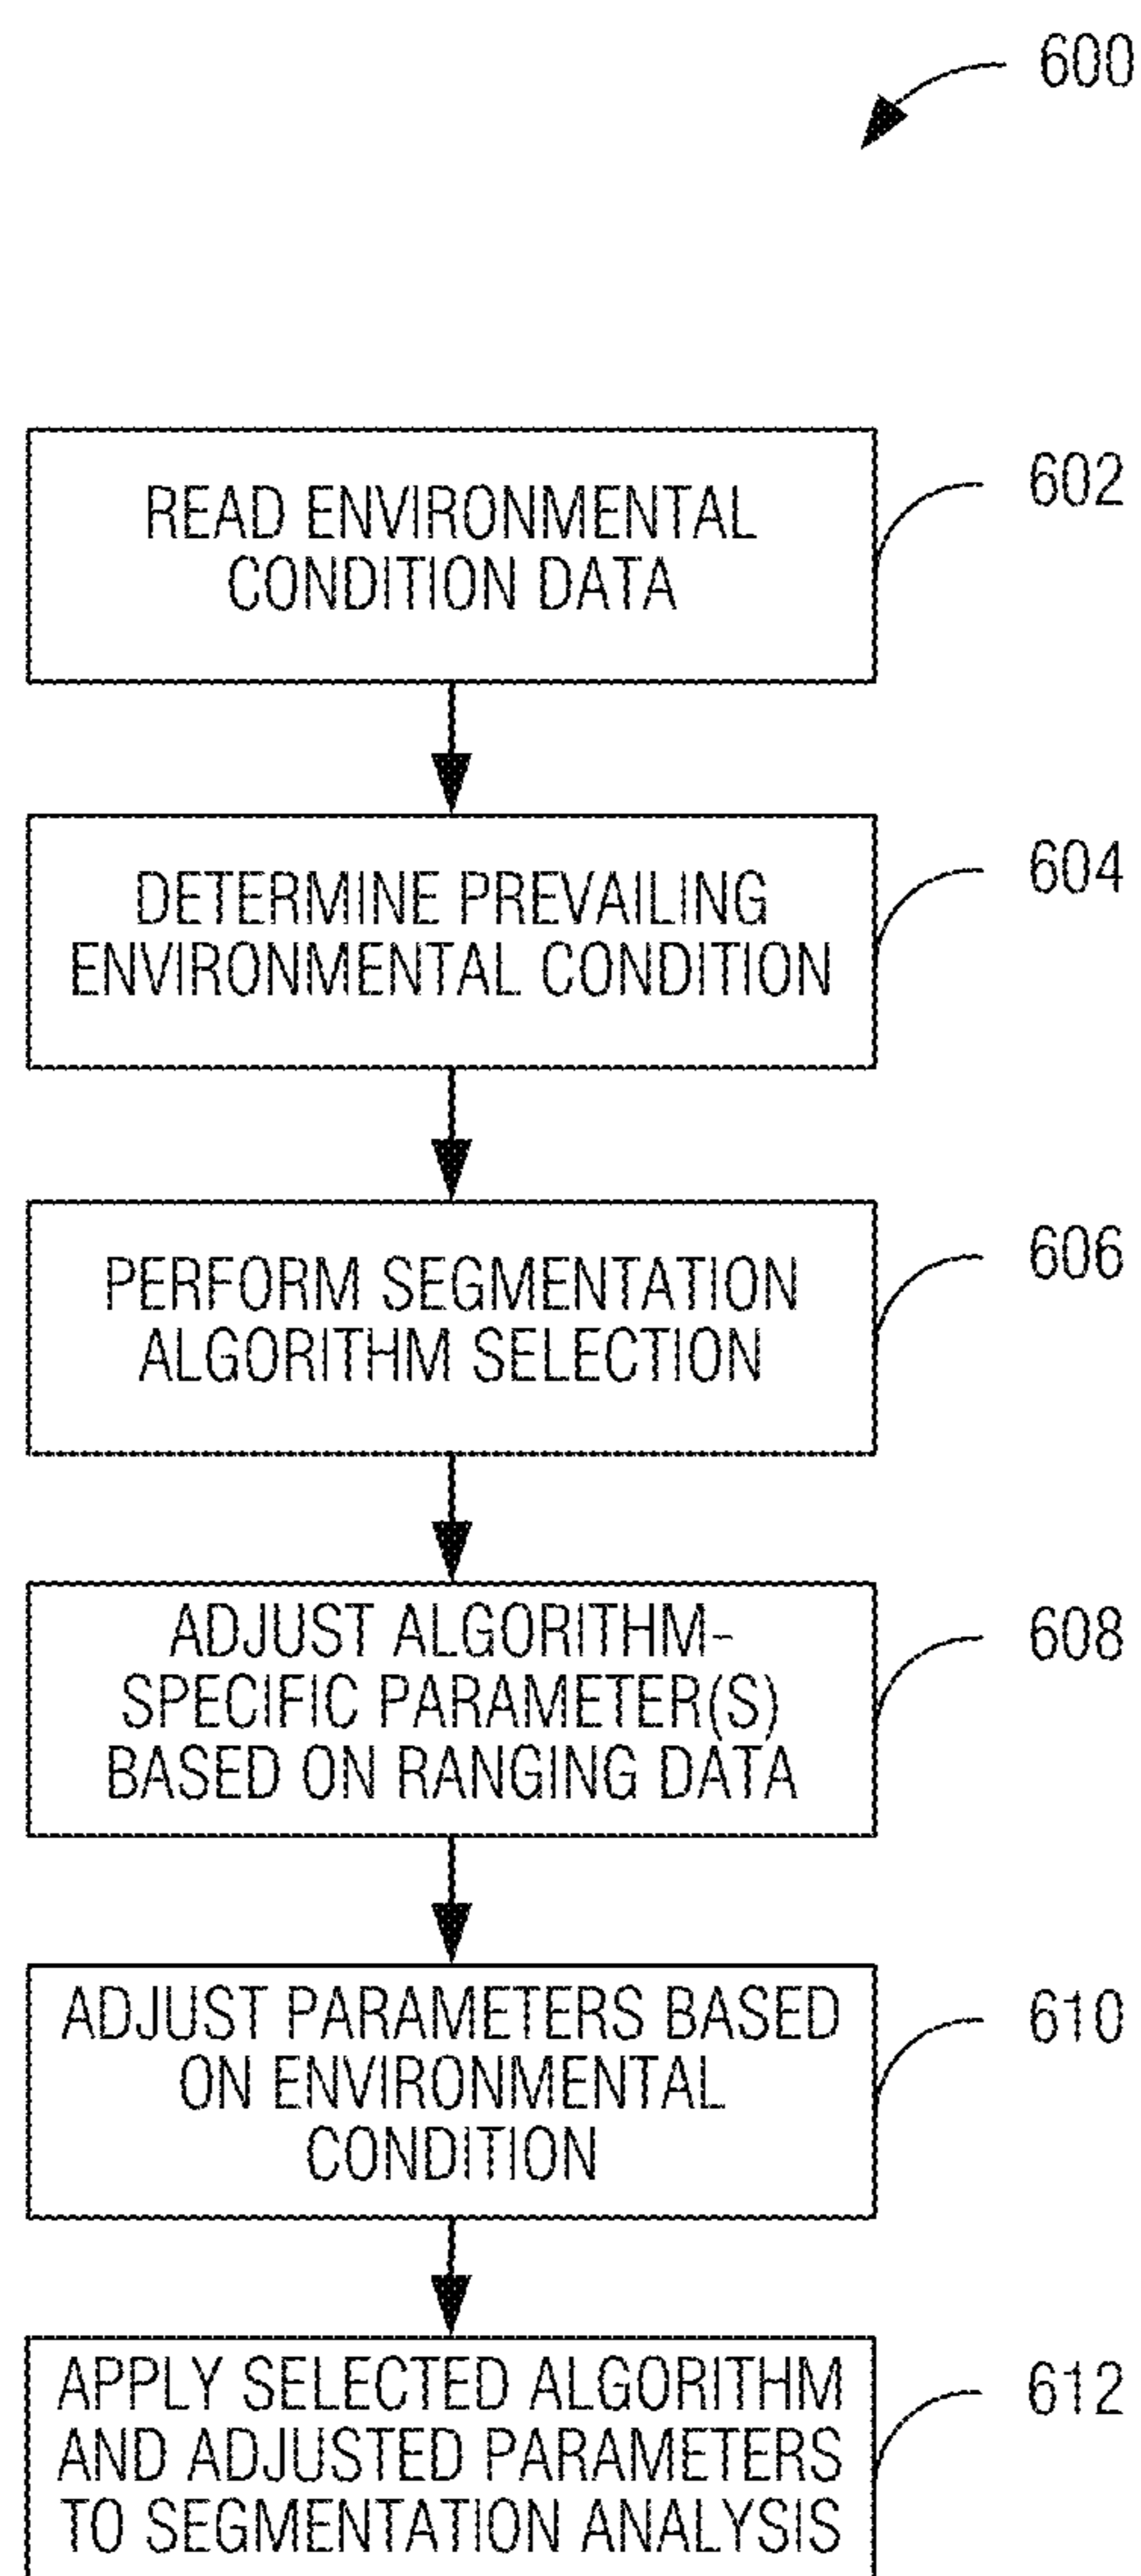 600
READ ENVIRONMENTAL
CONDITION DATA
602
DETERMINE PREVAILING
ENVIRONMENTAL CONDITION
604
PERFORM SEGMENTATION
ALGORITHM SELECTION
606
ADJUST ALGORITHM-
SPECIFIC PARAMETER(S)
BASED ON RANGING DATA
608
ADJUST PARAMETERS BASED
ON ENVIRONMENTAL
CONDITION
610
APPLY SELECTED ALGORITHM
AND ADJUSTED PARAMETERS
TO SEGMENTATION ANALYSIS
612